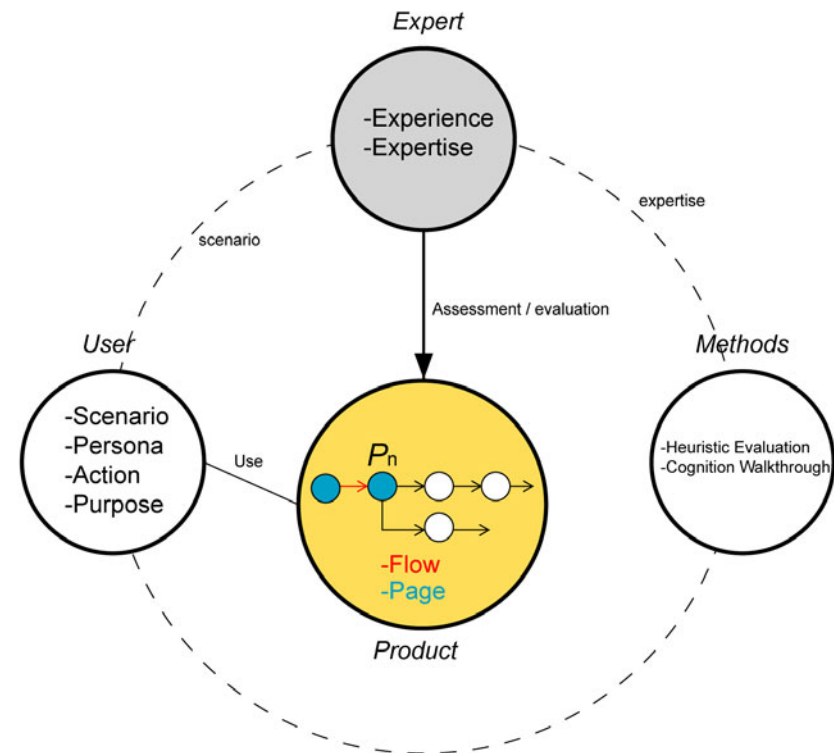 Expert
-Experience
-Expertise
scenario
expertise
Assessment / evaluation
User
-Scenario
-Persona
-Action
-Purpose
Use
Methods
-Heuristic Evaluation
-Cognition Walkthrough
Pn
-Flow
-Page
Product